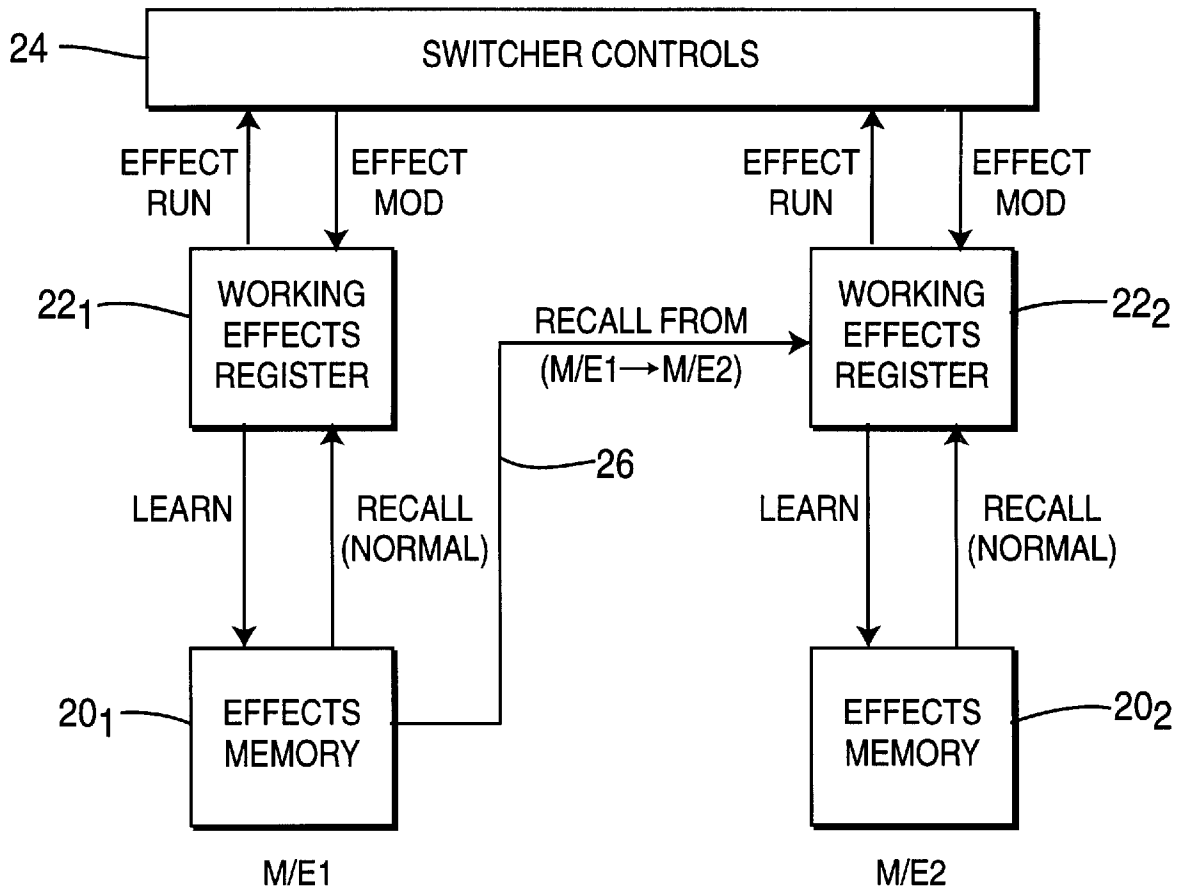 24
SWITCHER CONTROLS
EFFECT
RUN
EFFECT
MOD
EFFECT
RUN
EFFECT
MOD
22₁
WORKING
EFFECTS
REGISTER
RECALL FROM
(M/E1→M/E2)
WORKING
EFFECTS
REGISTER
22₂
26
LEARN
RECALL
(NORMAL)
LEARN
RECALL
(NORMAL)
20₁
EFFECTS
MEMORY
EFFECTS
MEMORY
20₂
M/E1
M/E2